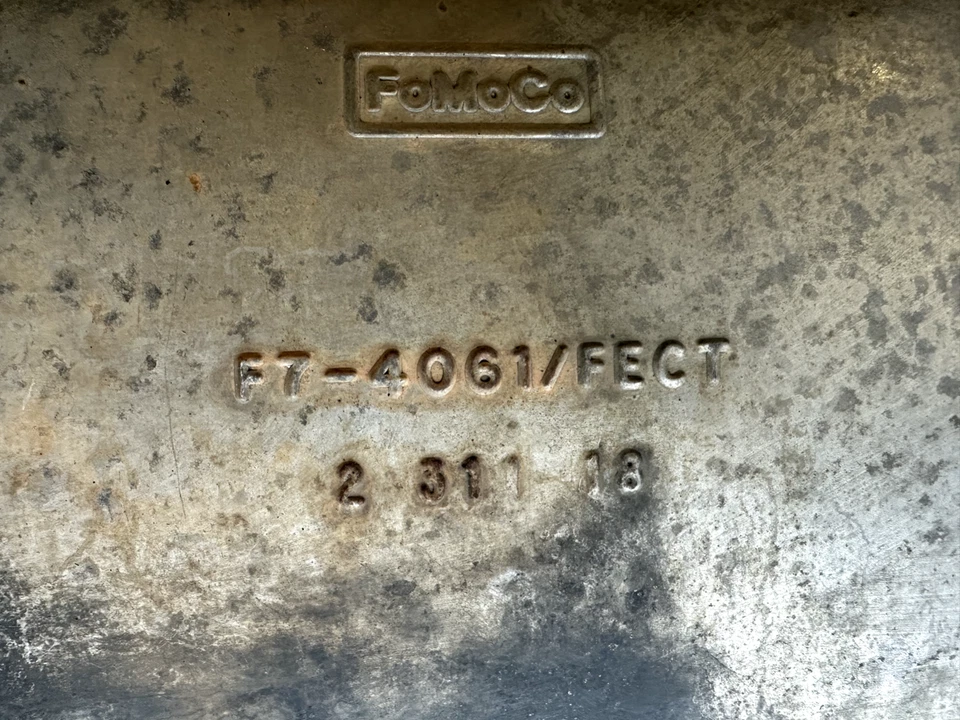 FoMoCo
F7-4061/FECT
2 311 18